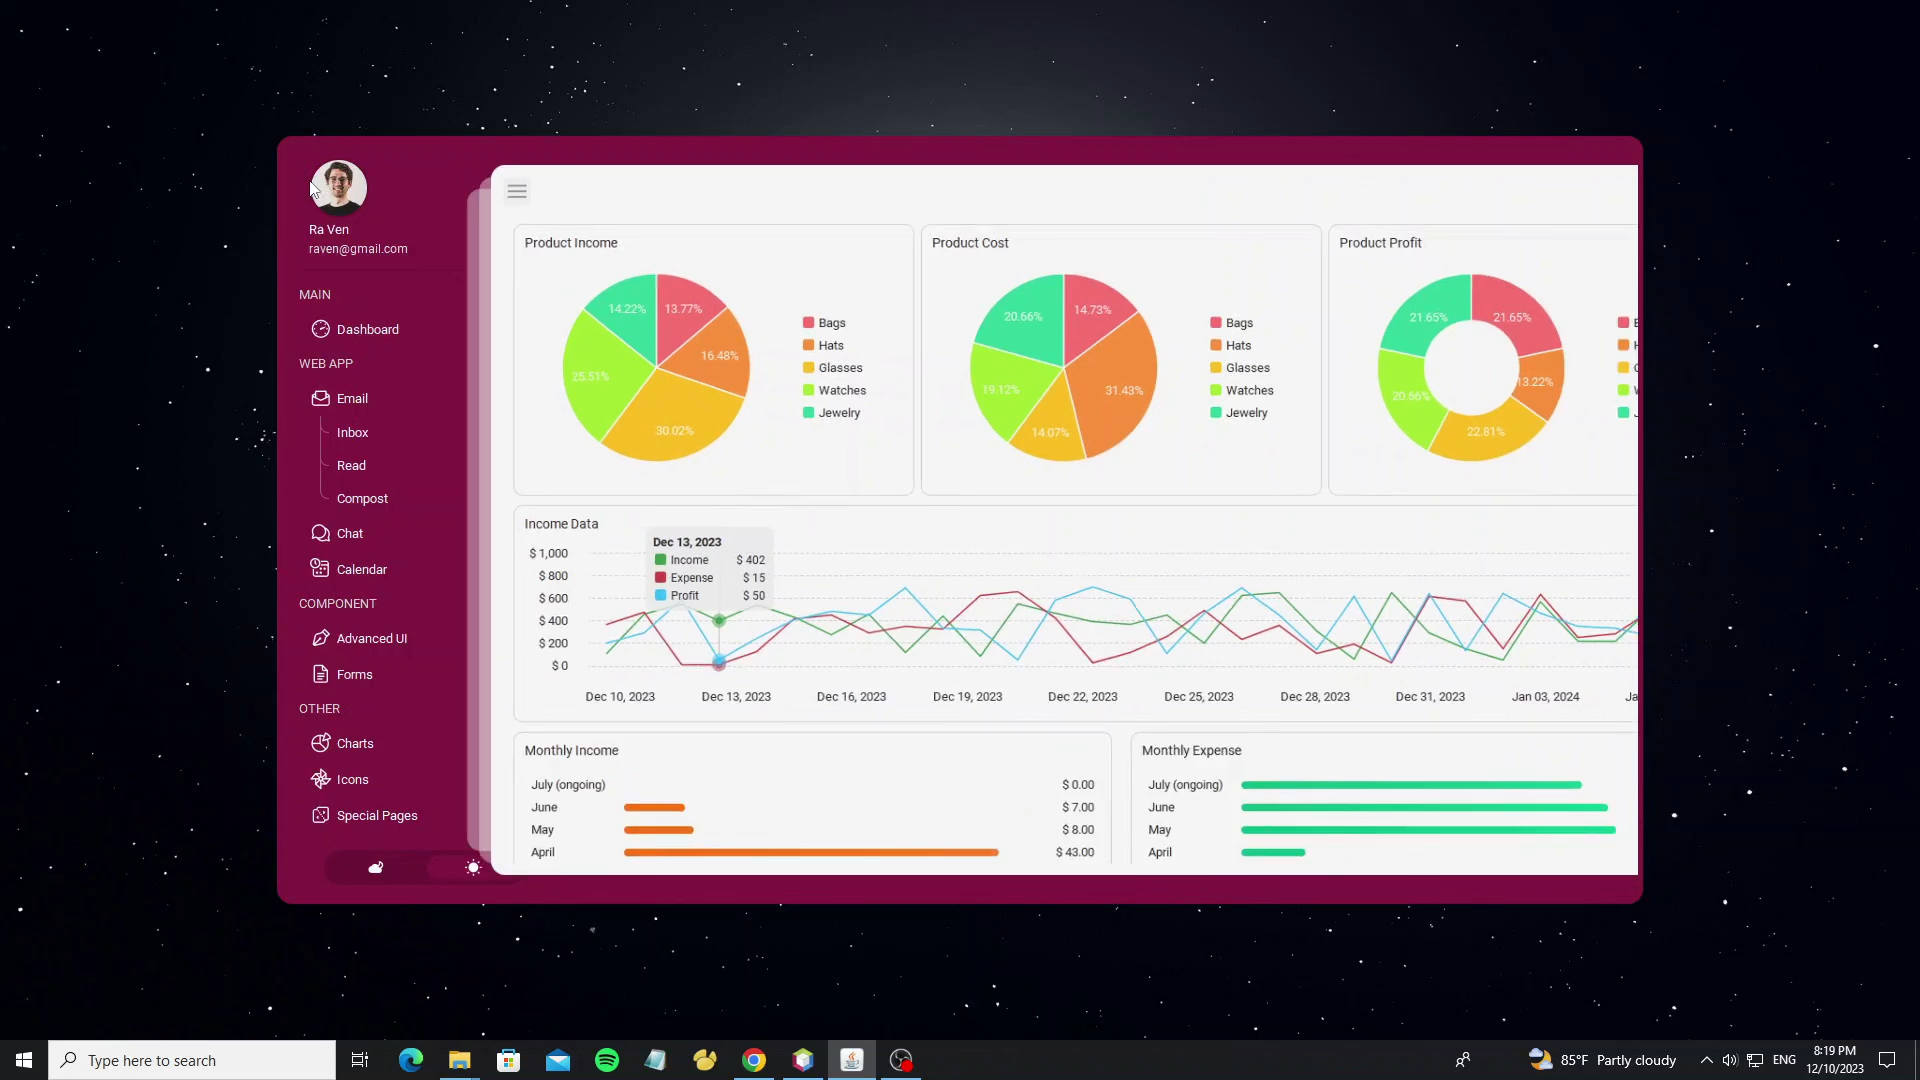 Ra Ven
raven@gmail.com
MAIN
Dashboard
WEB APP
Email
Inbox
Read
Compost
Chat
Calendar
COMPONENT
Advanced UI
Forms
OTHER
Charts
Icons
Special Pages
Product Income
14.22%
13.77%
16.48%
25.51%
30.02%
Bags
Hats
Glasses
Watches
Jewelry
Product Cost
20.66%
14.73%
31.43%
19.12%
14.07%
Bags
Hats
Glasses
Watches
Jewelry
Product Profit
21.65%
21.65%
13.22%
20.66%
22.81%
Income Data
Dec 13, 2023
Income $ 402
Expense $ 15
Profit $ 50
$ 1,000
$ 800
$ 600
$ 400
$ 200
$ 0
Dec 10, 2023 Dec 13, 2023 Dec 16, 2023 Dec 19, 2023 Dec 22, 2023 Dec 25, 2023 Dec 28, 2023 Dec 31, 2023 Jan 03, 2024 Ja
Monthly Income
July (ongoing) $ 0.00
June $ 7.00
May $ 8.00
April $ 43.00
Monthly Expense
July (ongoing)
June
May
April
Type here to search
85°F Partly cloudy
ENG
8:19 PM
12/10/2023